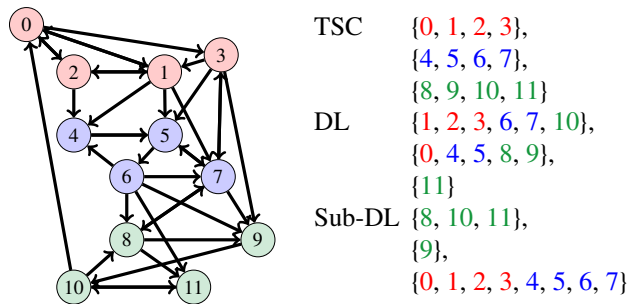 0
TSC {0, 1, 2, 3},
3
2
1
{4, 5, 6, 7},
{8, 9, 10, 11}
4
5
DL {1, 2, 3, 6, 7, 10},
{0, 4, 5, 8, 9},
6
7
{11}
Sub-DL {8, 10, 11},
8
9
{9},
10
11
{0, 1, 2, 3, 4, 5, 6, 7}